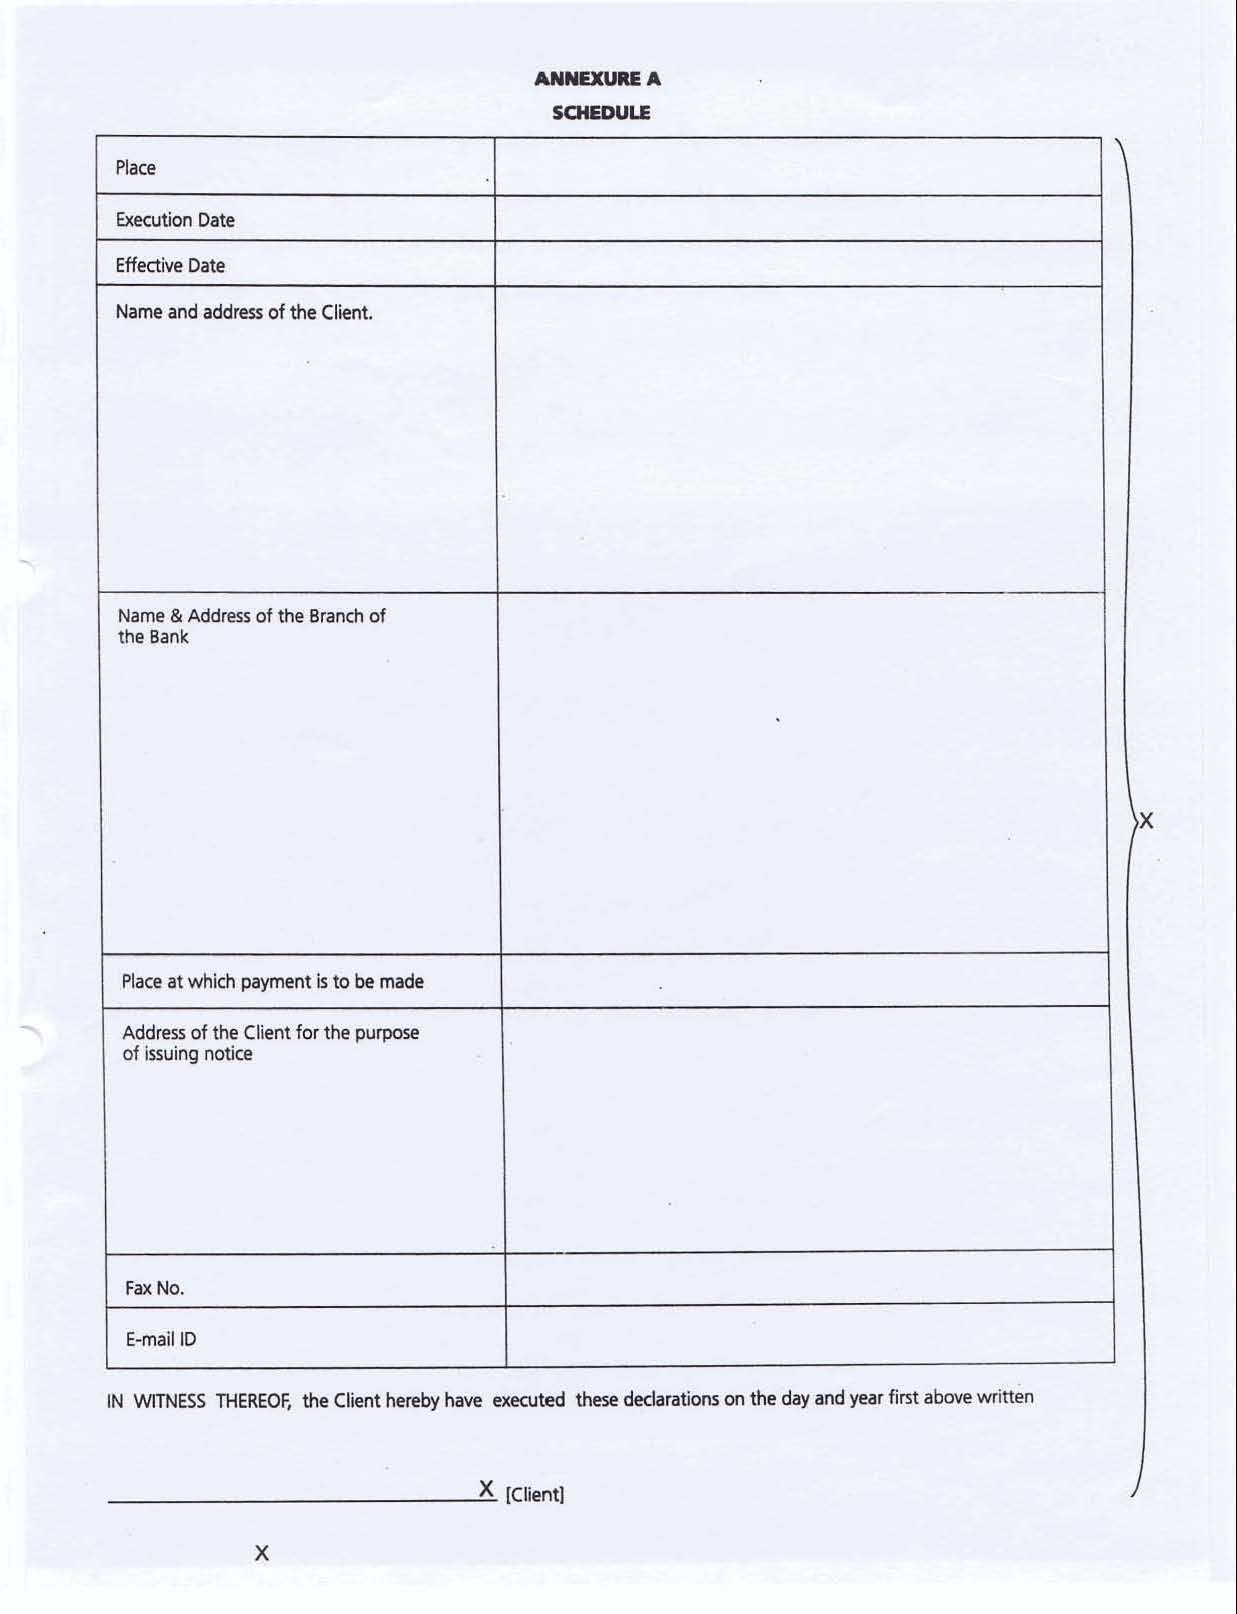 ANNEXURE A
SCHEDULE
Place
Execution Date
Effective Date
Name and address of the Client.
Name & Address of the Branch of
the Bank
X
Place at which payment is to be made
Address of the Client for the purpose
of issuing notice
Fax No.
E-mail ID
IN WITNESS THEREOF, the Client hereby have executed these declarations on the day and year first above written
X [Client]
X